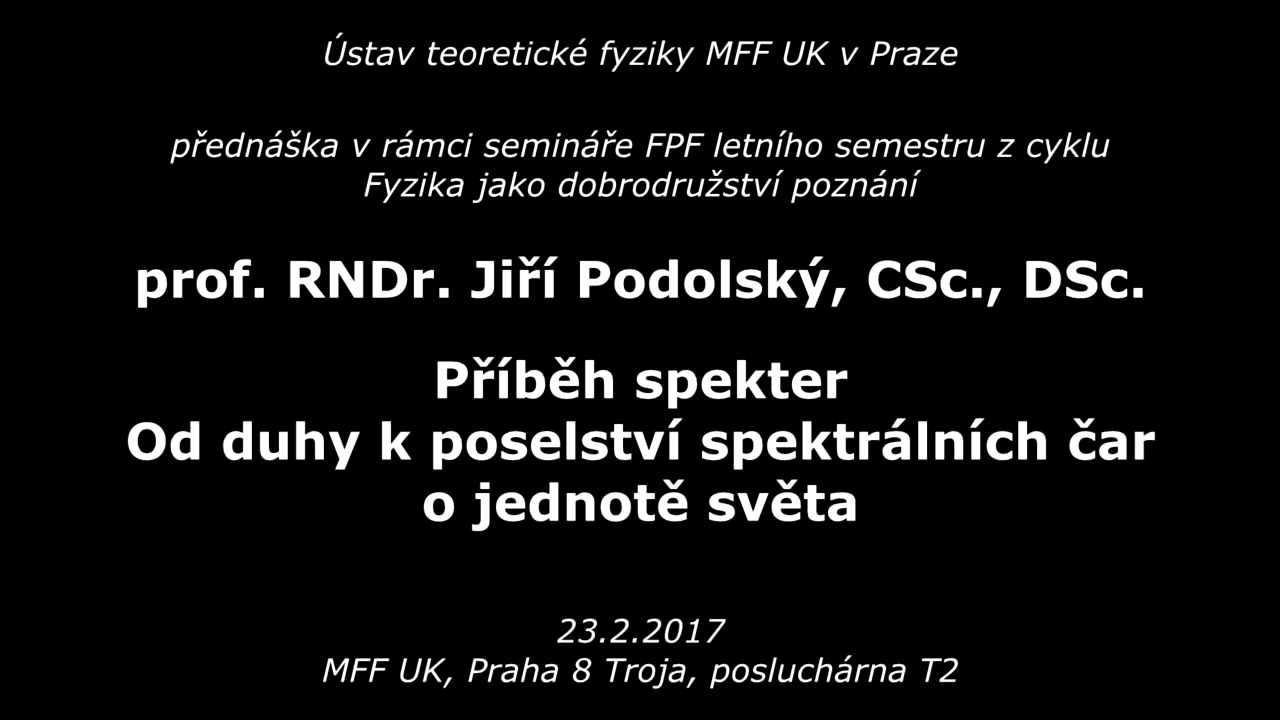 Ústav teoretické fyziky MFF UK v Praze
přednáška v rámci semináře FPF letního semestru z cyklu
Fyzika jako dobrodružství poznání
prof. RNDr. Jiří Podolský, CSc., DSc.
Příběh spekter
Od duhy k poselství spektrálních čar
o jednotě světa
23.2.2017
MFF UK, Praha 8 Troja, posluchárna T2